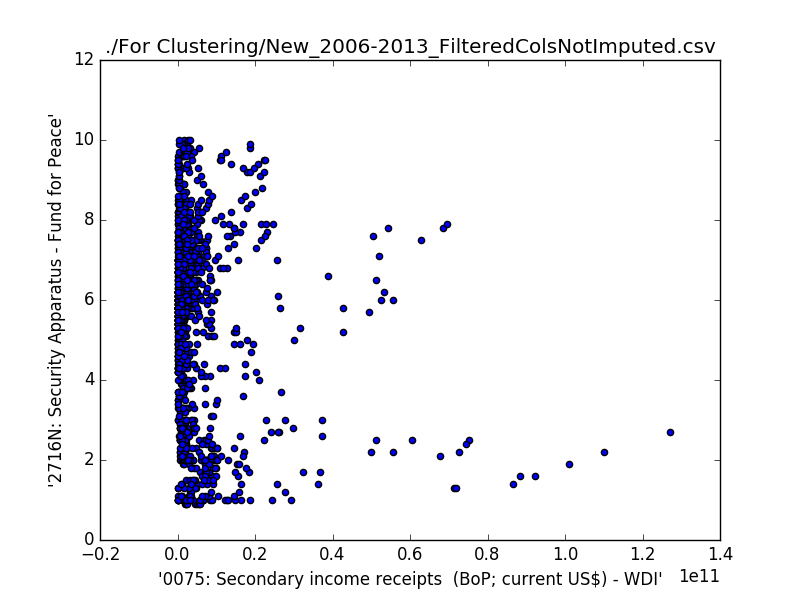 ./For Clustering/New_2006-2013_FilteredColsNotImputed.csv
12
10
8
6
4
2
0
'2716N: Security Apparatus - Fund for Peace'
−0.2 0.0 0.2 0.4 0.6 0.8 1.0 1.2 1.4
1e11
'0075: Secondary income receipts  (BoP; current US$) - WDI'